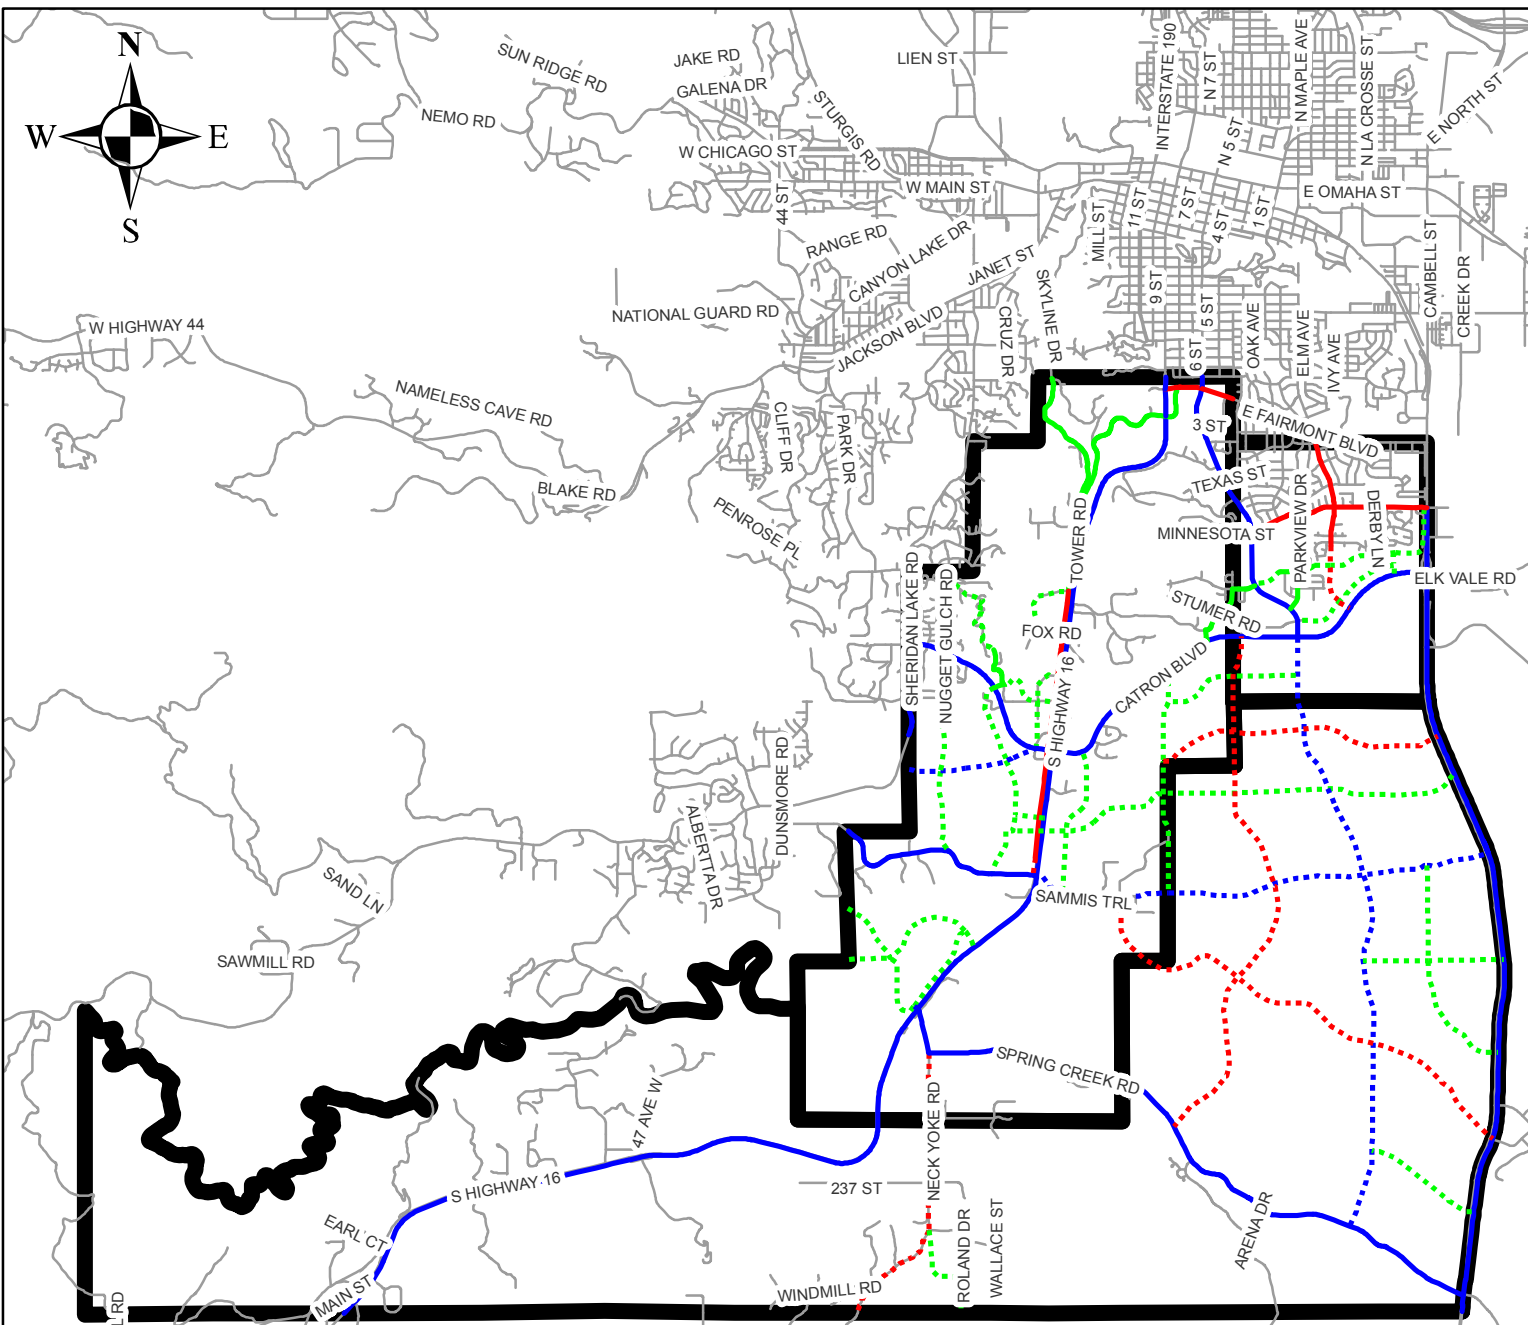 N
W
E
S
SUN RIDGE RD
JAKE RD
GALENA DR
LIEN ST
NEMO RD
STURGIS RD
W CHICAGO ST
W MAIN ST
44 ST
INTERSTATE 190
N 7 ST
N MAPLE AVE
N LA CROSSE ST
E NORTH ST
N 5 ST
E OMAHA ST
MILL ST
11 ST
7 ST
4 ST
1 ST
RANGE RD
CANYON LAKE DR
JANET ST
SKYLINE DR
9 ST
5 ST
6 ST
CAMBELL ST
CREEK DR
W HIGHWAY 44
NATIONAL GUARD RD
JACKSON BLVD
CRUZ DR
OAK AVE
ELM AVE
IVY AVE
NAMELESS CAVE RD
CLIFF DR
PARK DR
3 ST
E FAIRMONT BLVD
BLAKE RD
PENROSE PL
TEXAS ST
PARKVIEW DR
DERBY LN
MINNESOTA ST
TOWER RD
SHERIDAN LAKE RD
NUGGET GULCH RD
ELK VALE RD
STUMER RD
FOX RD
CATRON BLVD
S HIGHWAY 16
DUNSMORE RD
ALBERTTA DR
SAND LN
SAMMIS TRL
SAWMILL RD
SPRING CREEK RD
47 AVE W
NECK YOKE RD
S HIGHWAY 16
237 ST
EARL CT
ROLAND DR
WALLACE ST
ARENA DR
WINDMILL RD
MAIN ST
L RD